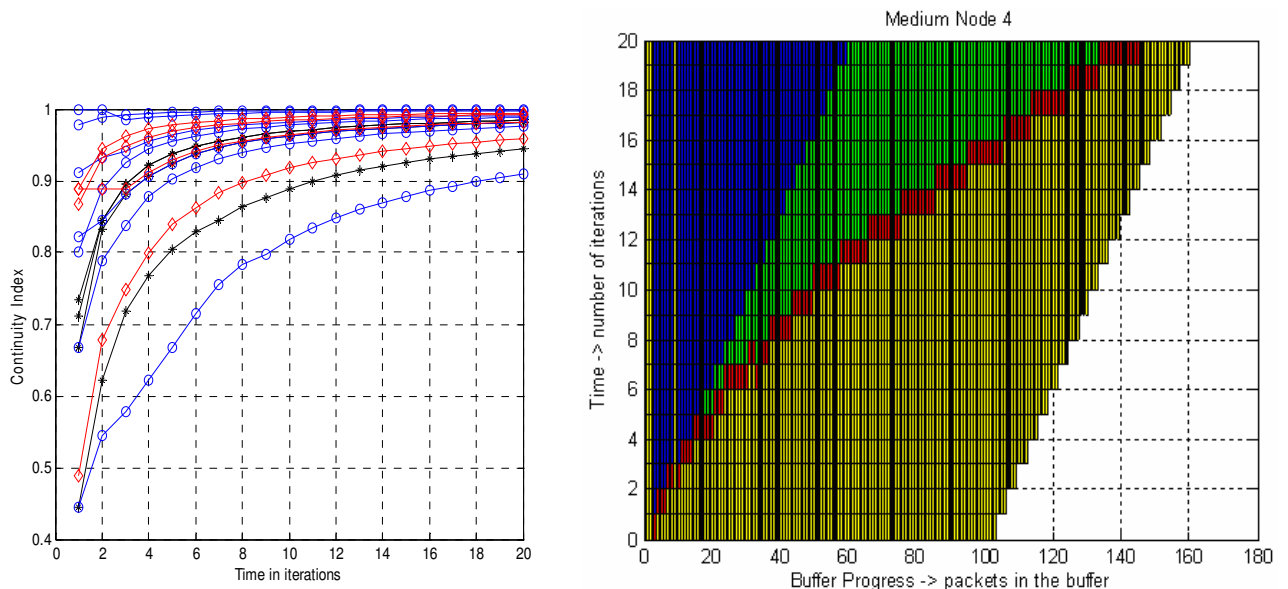 Medium Node 4
1
0.9
0.8
0.7
0.6
0.5
0.4
Continuity Index
0 2 4 6 8 10 12 14 16 18 20
Time in iterations
20
18
16
14
12
10
8
6
4
2
0
Time -> number of iterations
0 20 40 60 80 100 120 140 160 180
Buffer Progress -> packets in the buffer